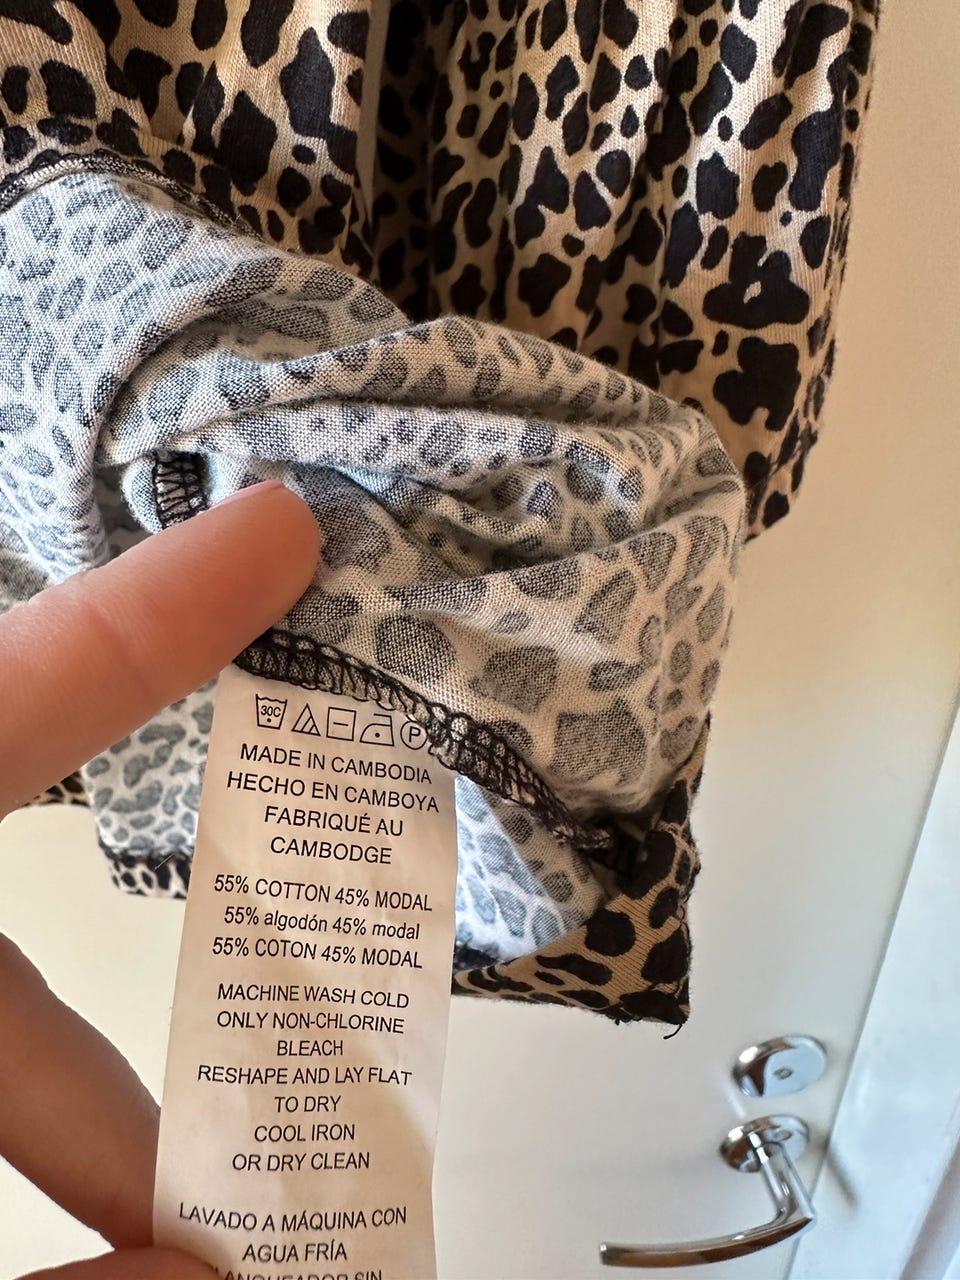 30C P
MADE IN CAMBODIA
HECHO EN CAMBOYA
FABRIQUÉ AU
CAMBODGE
55% COTTON 45% MODAL
55% algodón 45% modal
55% COTON 45% MODAL
MACHINE WASH COLD
ONLY NON-CHLORINE
BLEACH
RESHAPE AND LAY FLAT
TO DRY
COOL IRON
OR DRY CLEAN
LAVADO A MÁQUINA CON
AGUA FRÍA